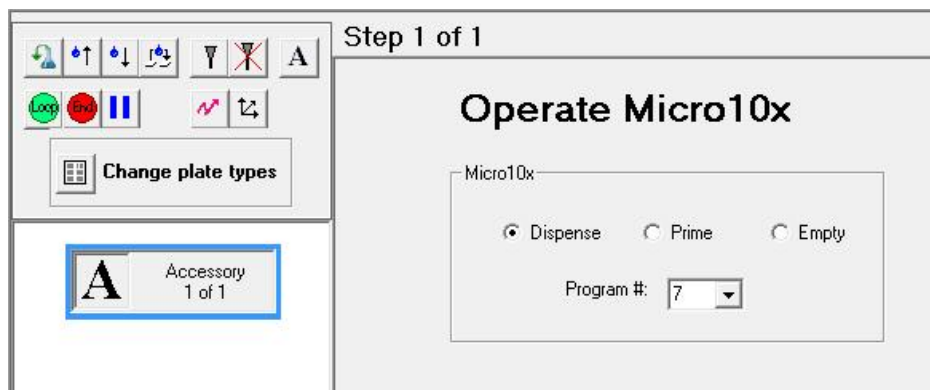 Step 1 of 1
A
Loop
End
Change plate types
A
Accessory
1 of 1
Operate Micro10x
Micro10x
Dispense
Prime
Empty
Program #:
7